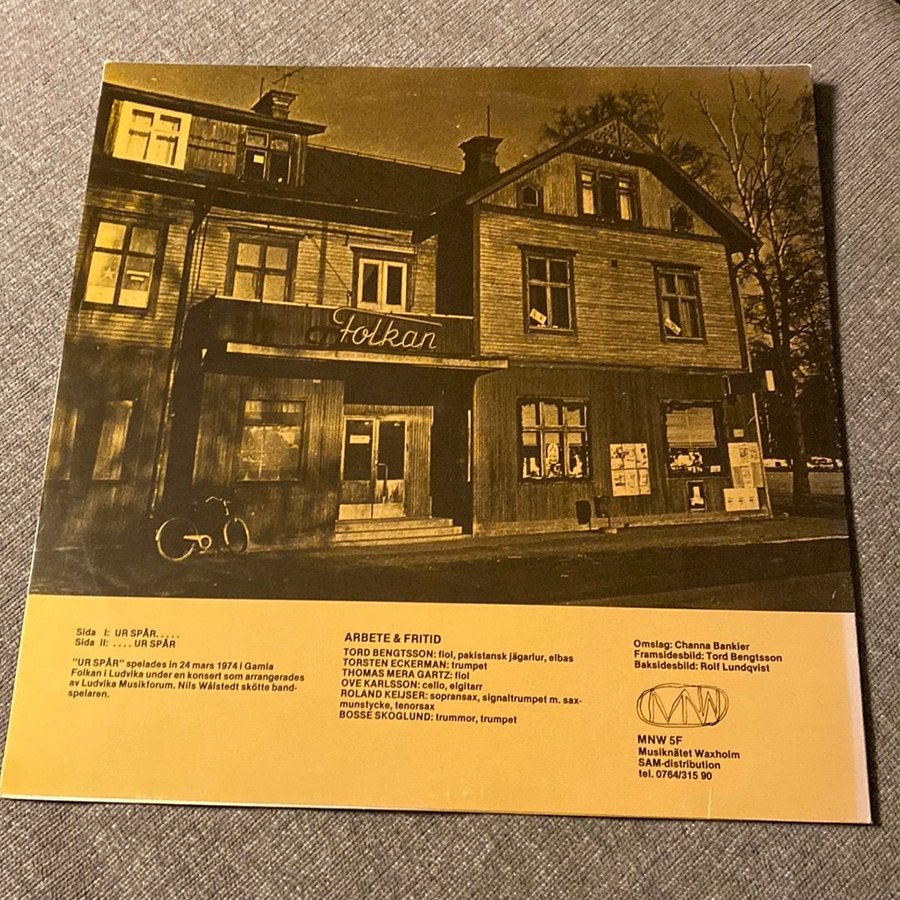 Folkan
Sida I: UR SPÅR.....
Sida II: ....UR SPÅR
"UR SPÅR" spelades in 24 mars 1974 i Gamla
Folkan i Ludvika under en konsert som arrangerades
av Ludvika Musikforum. Nils Wålstedt skötte band-
spelaren.
ARBETE & FRITID
TORD BENGTSSON: fiol, pakistansk jägarlur, elbas
TORSTEN ECKERMAN: trumpet
THOMAS MERA GARTZ: fiol
OVE KARLSSON: cello, elgitarr
ROLAND KEIJSER: sopransax, signaltrumpet m. sax-
munstycke, tenorsax
BOSSE SKOGLUND: trummor, trumpet
Omslag: Channa Bankier
Framsidesbild: Tord Bengtsson
Baksidesbild: Rolf Lundqvist
MNW
MNW 5F
Musiknätet Waxholm
SAM-distribution
tel. 0764/315 90